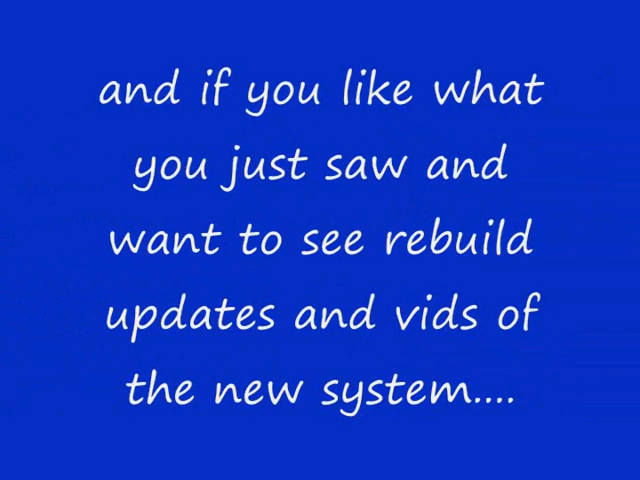 and if you like what
you just saw and
want to see rebuild
updates and vids of
the new system....